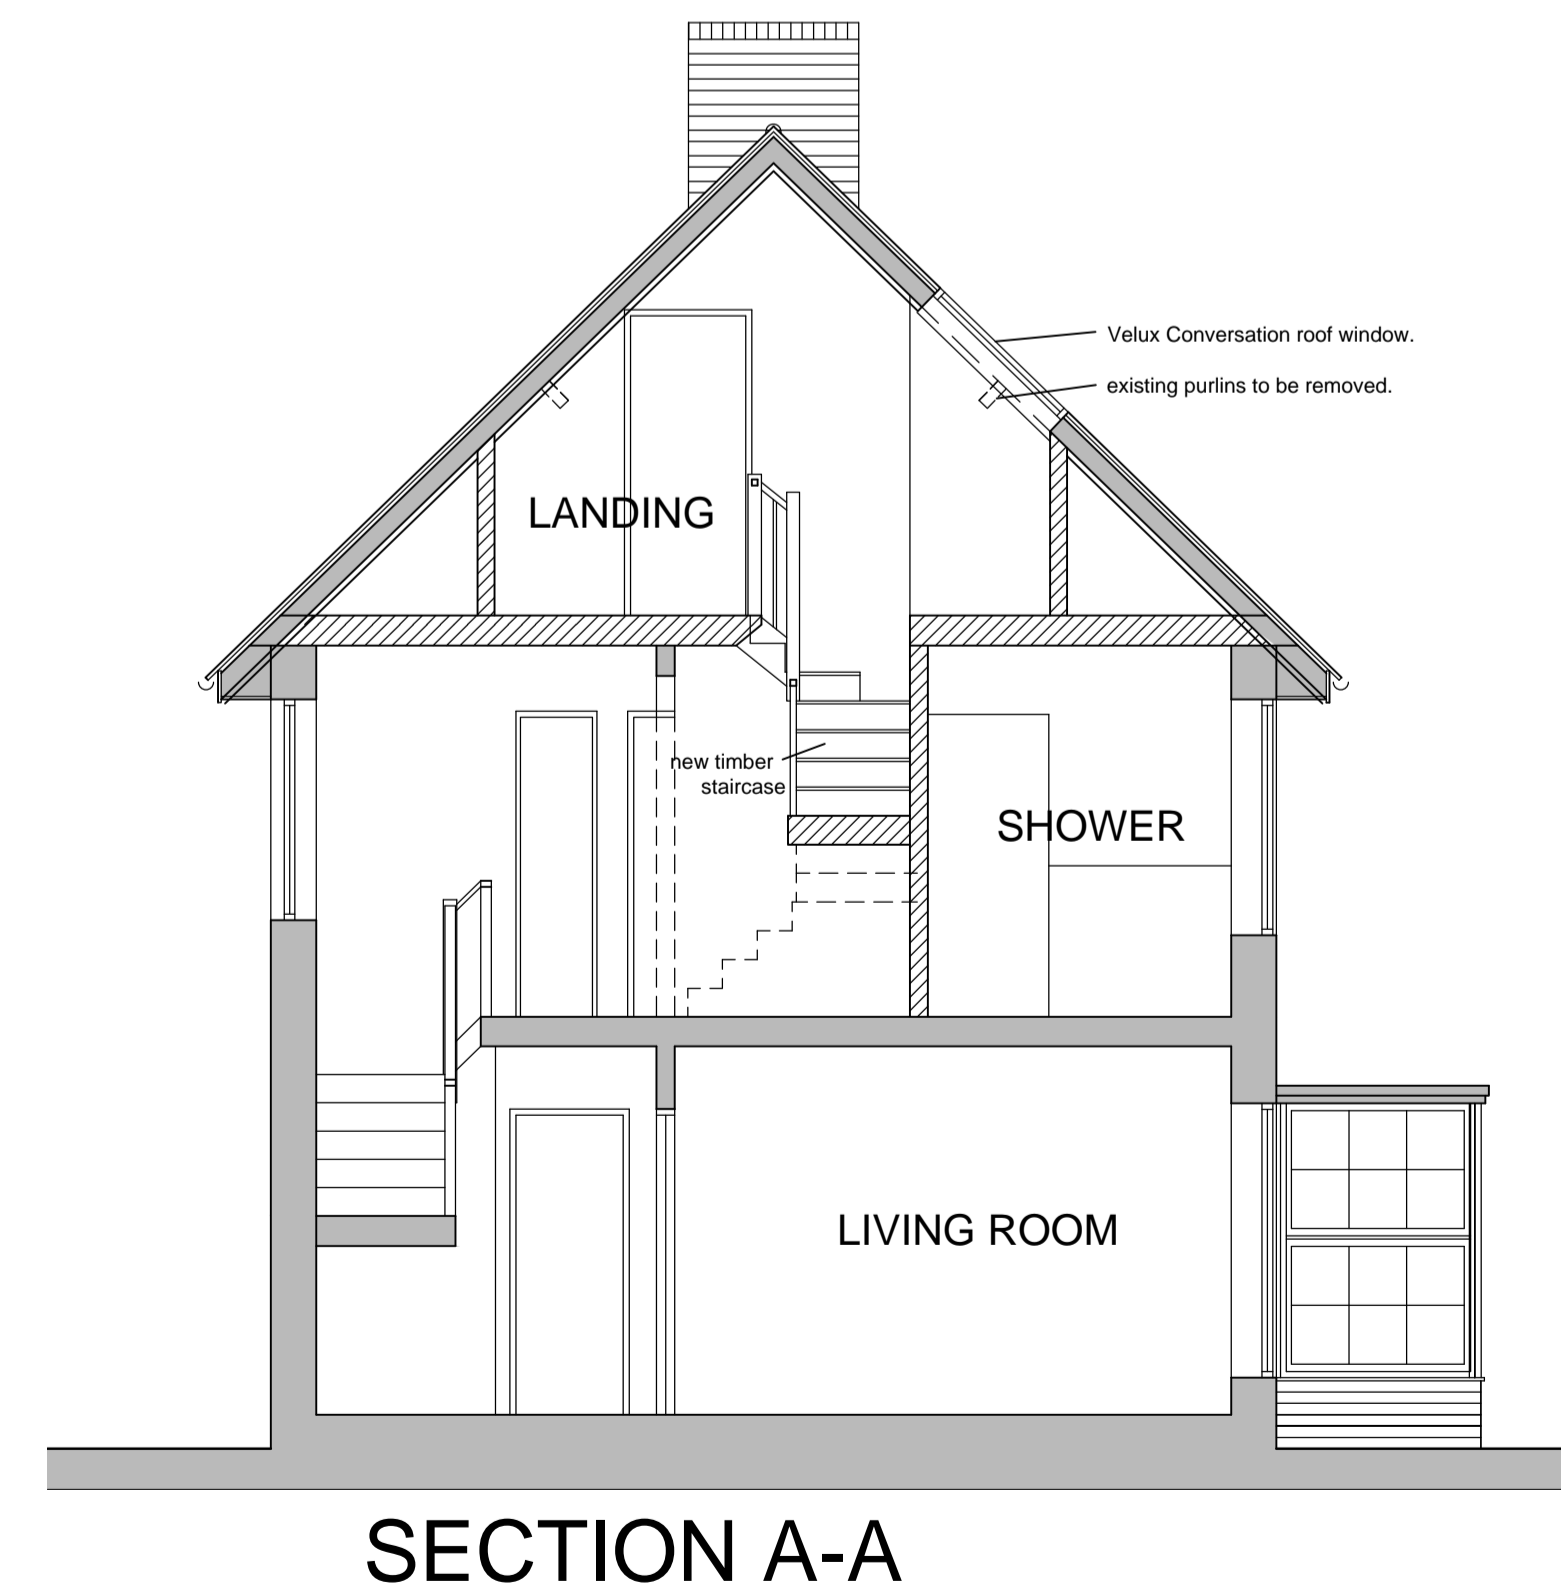 Velux Conversation roof window.
existing purlins to be removed.
LANDING
new timber
staircase
SHOWER
LIVING ROOM
SECTION A-A